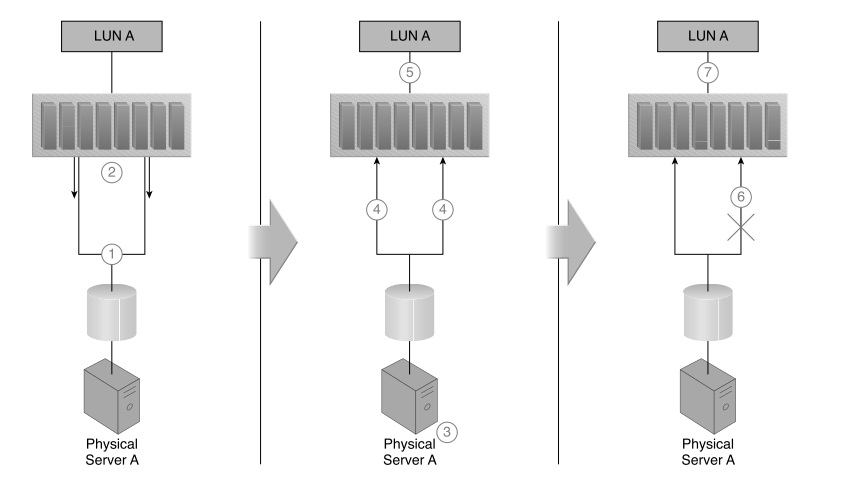 LUN A
2
1
Physical
Server A
LUN A
5
4
4
3
Physical
Server A
LUN A
7
6
Physical
Server A